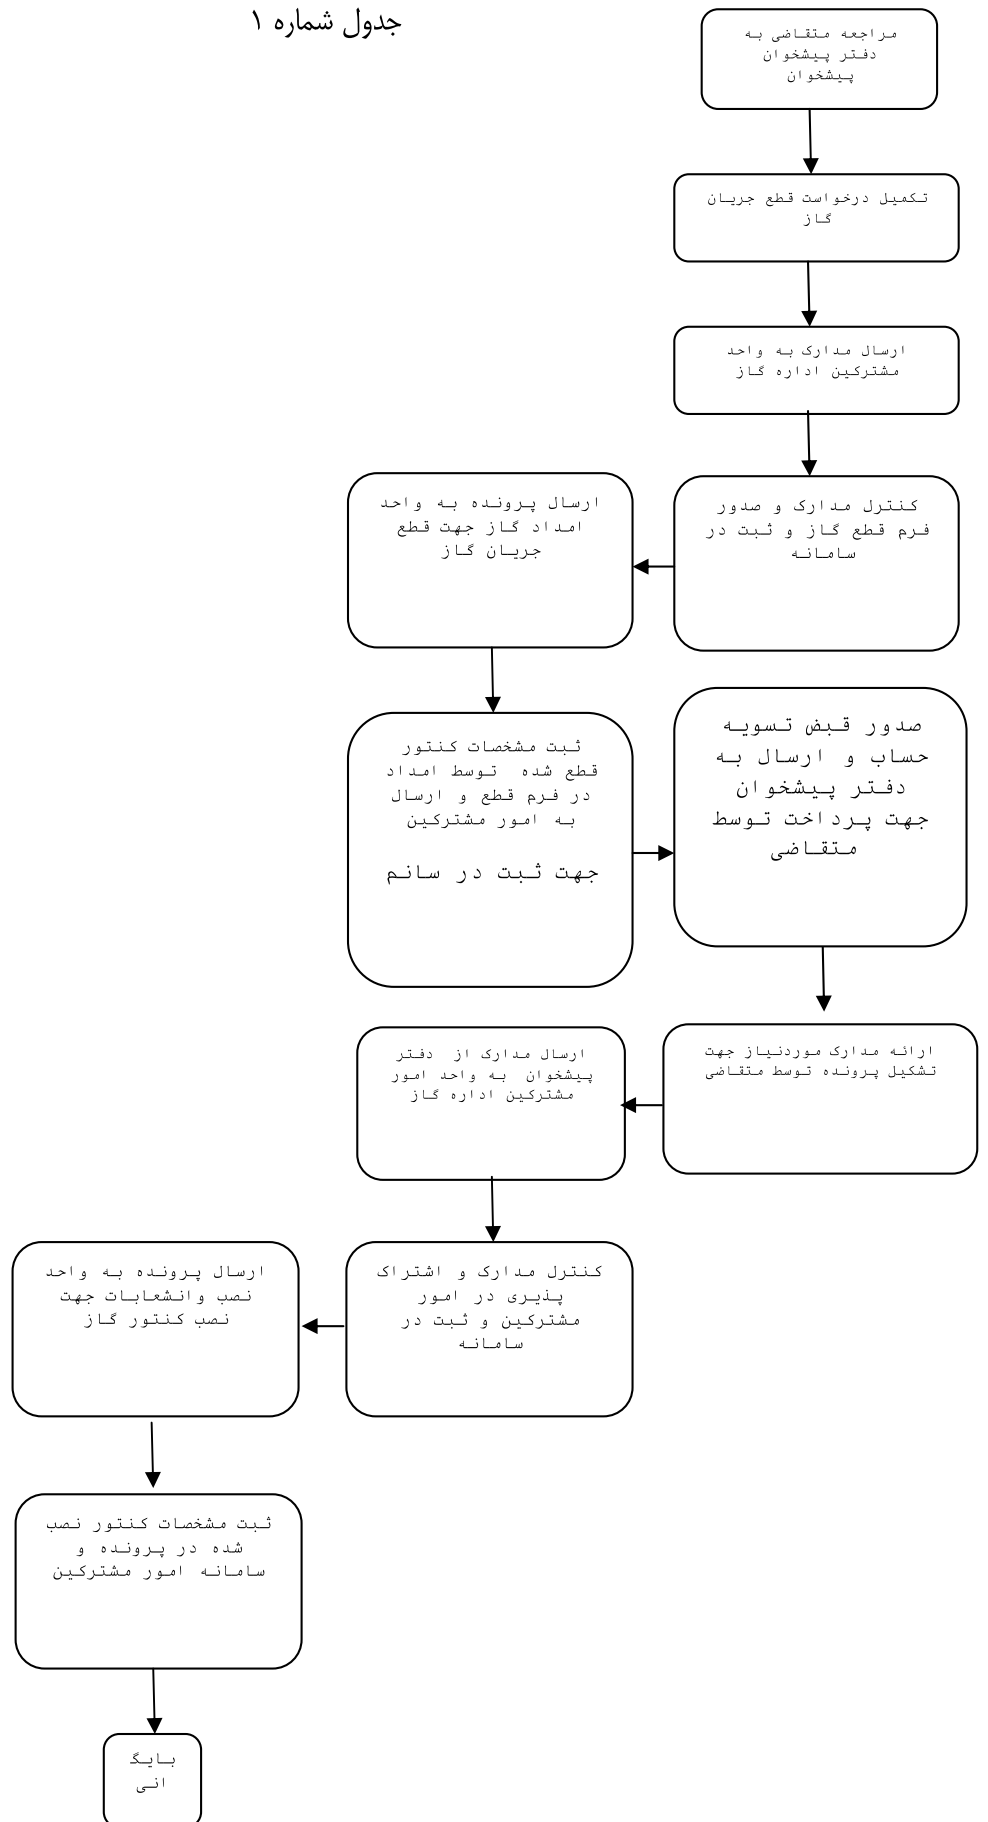 جدول شماره ۱
مراجعه متقاضی به
دفتر پیشخوان
پیشخوان
تکمیل درخواست قطع جریان
گاز
ارسال مدارک به واحد
مشترکین اداره گاز
کنترل مدارک و صدور
فرم قطع گاز و ثبت در
سامانه
ارسال پرونده به واحد
امداد گاز جهت قطع
جریان گاز
ثبت مشخصات کنتور
قطع شده توسط امداد
در فرم قطع و ارسال
به امور مشترکین
جهت ثبت در سانم
صدور قبض تسویه
حساب و ارسال به
دفتر پیشخوان
جهت پرداخت توسط
متقاضی
ارائه مدارک موردنیاز جهت
تشکیل پرونده توسط متقاضی
ارسال مدارک از دفتر
پیشخوان به واحد امور
مشترکین اداره گاز
کنترل مدارک و اشتراک
پذیری در امور
مشترکین و ثبت در
سامانه
ارسال پرونده به واحد
نصب وانشعابات جهت
نصب کنتور گاز
ثبت مشخصات کنتور نصب
شده در پرونده و
سامانه امور مشترکین
بایگ
انی